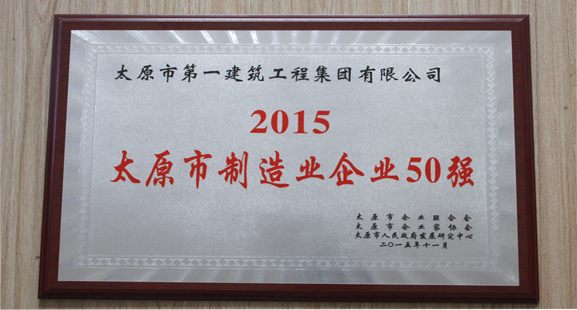 太原市第一建筑工程集团有限公司
2015
太原市制造业企业50强
太原市企业联合会
太原市企业家协会
太原市人民政府发展研究中心
二〇一五年十一月